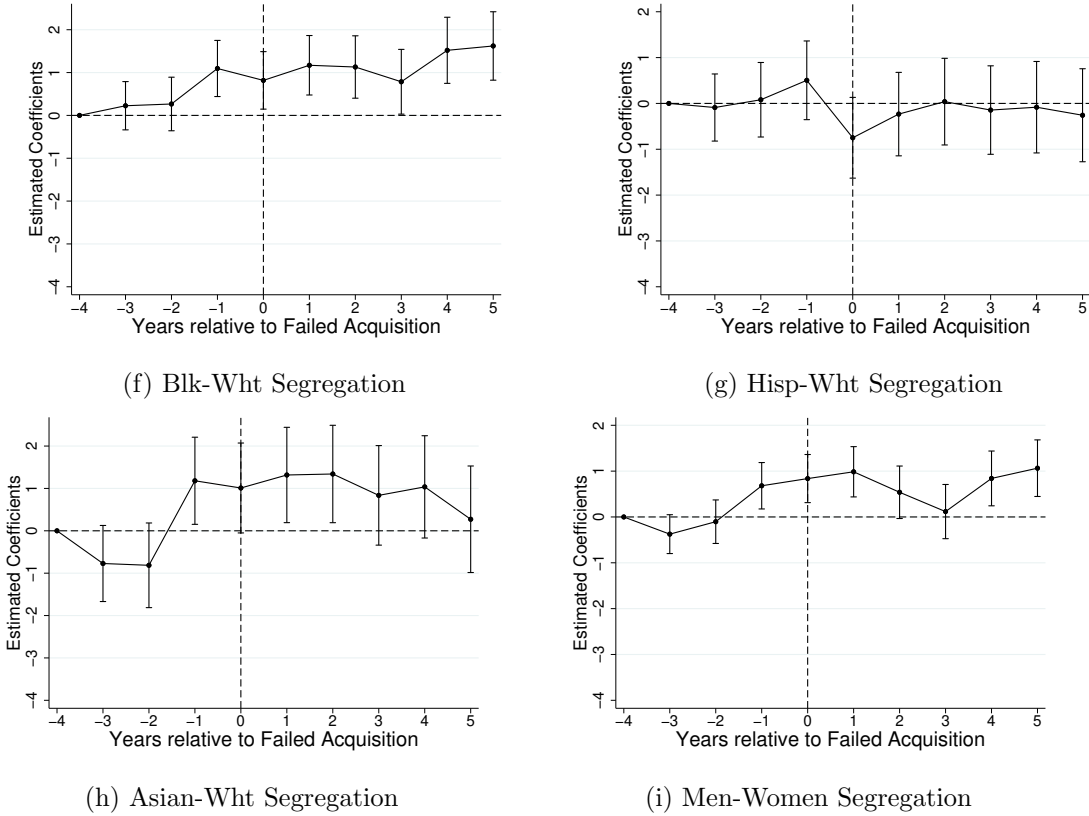 Estimated Coefficients
2
1
0
−1
−2
−3
−4
−4 −3 −2 −1 0 1 2 3 4 5
Years relative to Failed Acquisition
(f) Blk-Wht Segregation
Estimated Coefficients
2
1
0
−1
−2
−3
−4
−4 −3 −2 −1 0 1 2 3 4 5
Years relative to Failed Acquisition
(g) Hisp-Wht Segregation
Estimated Coefficients
2
1
0
−1
−2
−3
−4
−4 −3 −2 −1 0 1 2 3 4 5
Years relative to Failed Acquisition
(h) Asian-Wht Segregation
Estimated Coefficients
2
1
0
−1
−2
−3
−4
−4 −3 −2 −1 0 1 2 3 4 5
Years relative to Failed Acquisition
(i) Men-Women Segregation